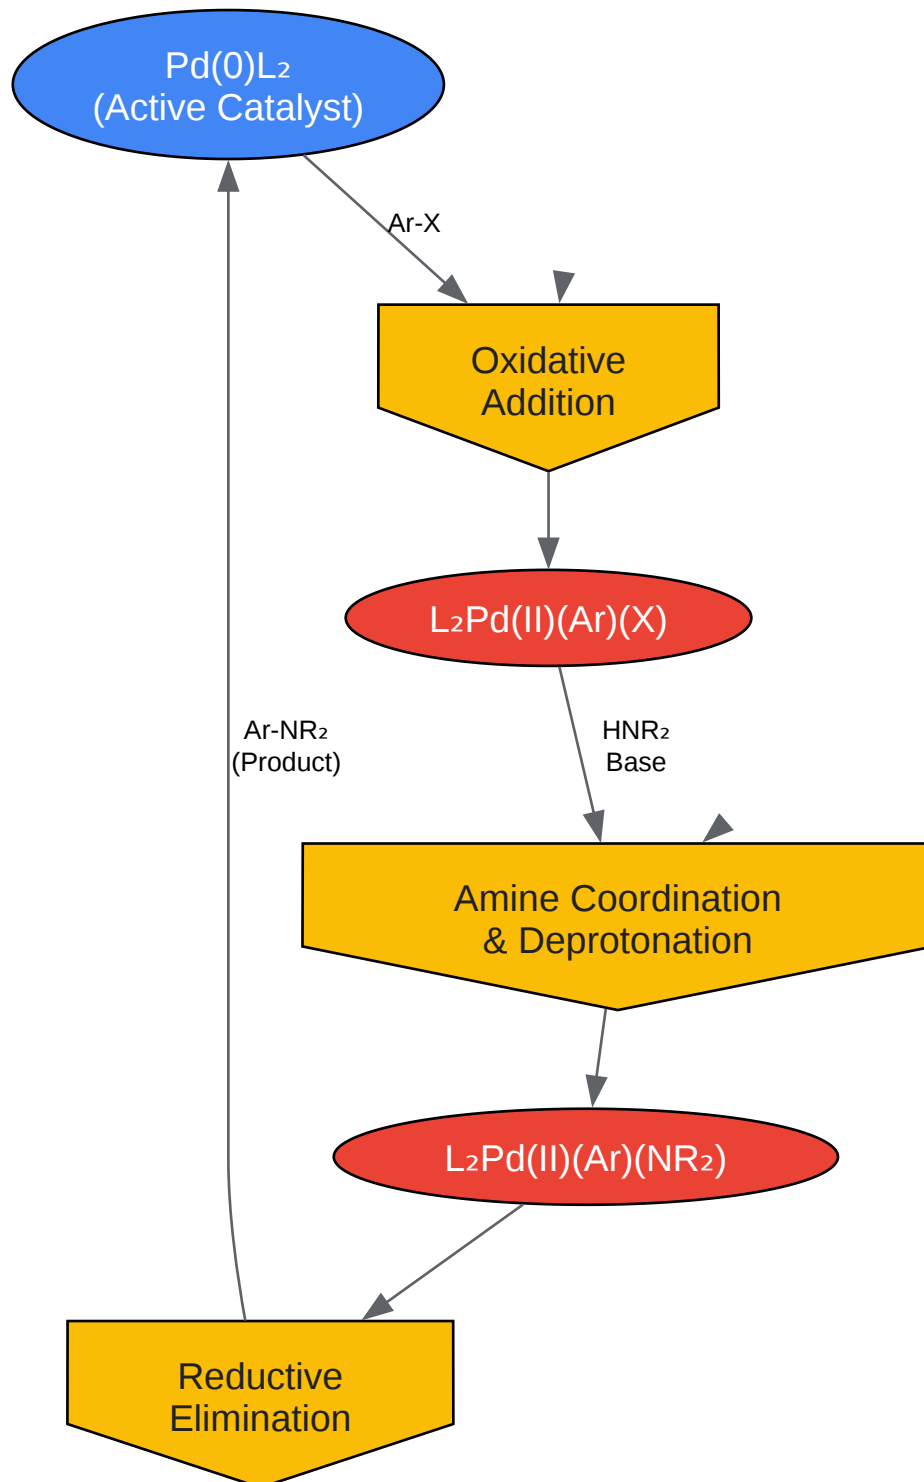 Pd(0)L₂
(Active Catalyst)
Ar-X
Oxidative
Addition
L₂Pd(II)(Ar)(X)
Ar-NR₂
(Product)
HNR₂
Base
Amine Coordination
& Deprotonation
L₂Pd(II)(Ar)(NR₂)
Reductive
Elimination